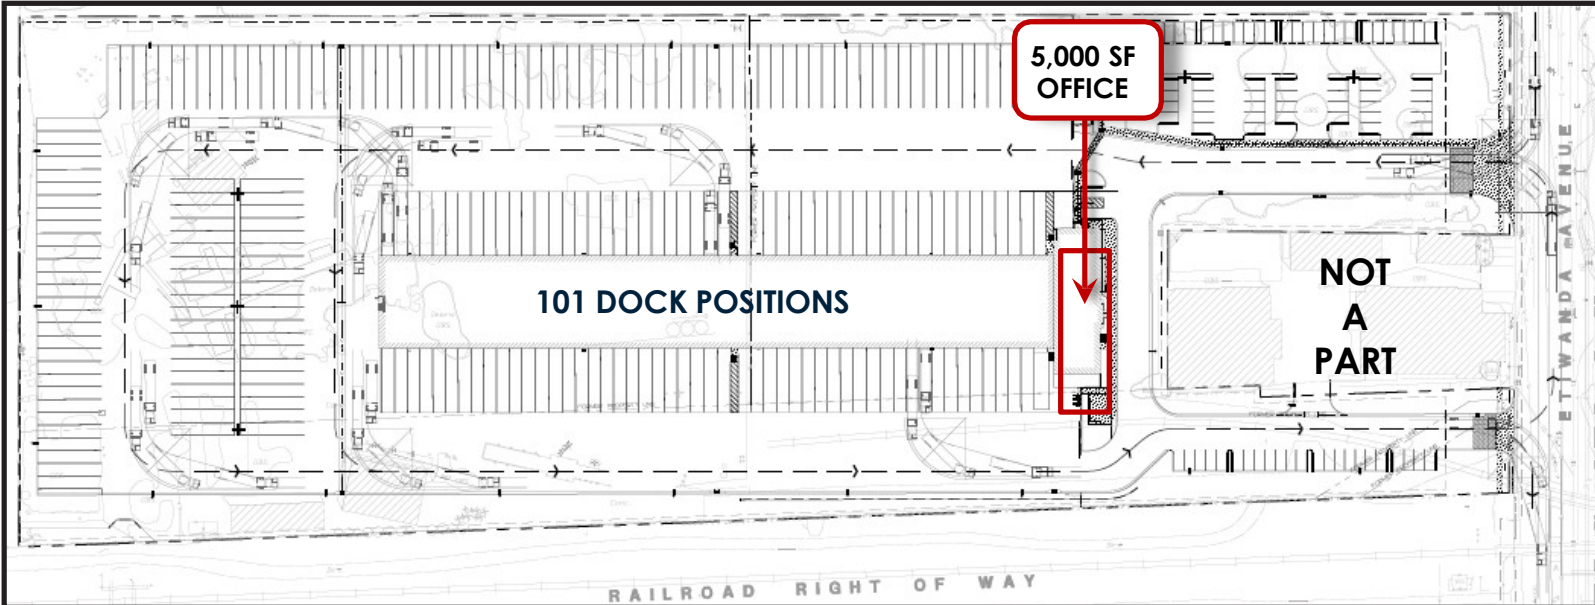 5,000 SF
OFFICE
101 DOCK POSITIONS
NOT
A
PART
ETIWANDA AVENUE
RAILROAD RIGHT OF WAY